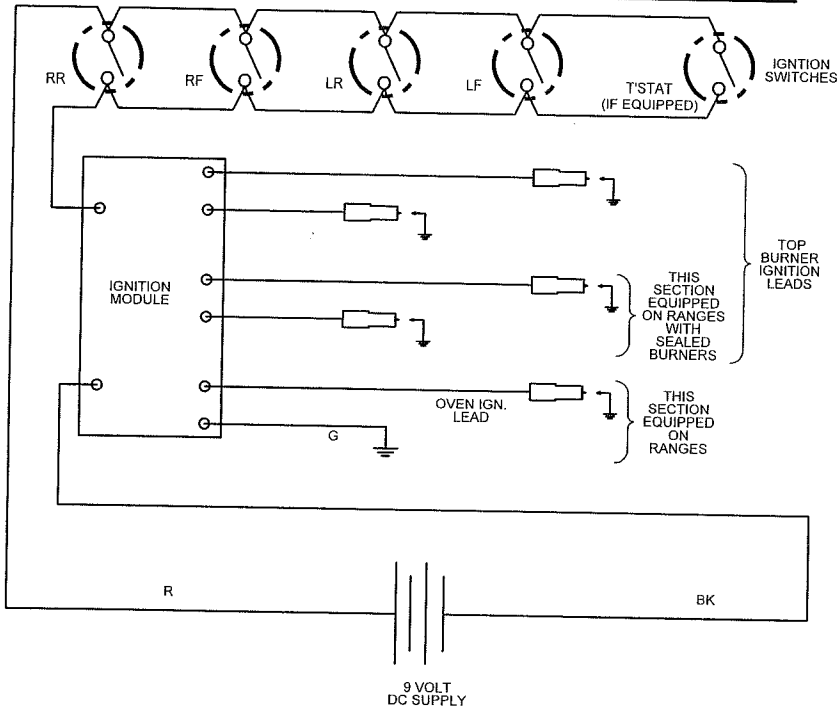 RR
RF
LR
LF
T'STAT
(IF EQUIPPED)
IGNTION
SWITCHES
IGNITION
MODULE
THIS
SECTION
EQUIPPED
ON RANGES
WITH
SEALED
BURNERS
TOP
BURNER
IGNITION
LEADS
OVEN IGN.
LEAD
THIS
SECTION
EQUIPPED
ON
RANGES
G
R
BK
9 VOLT
DC SUPPLY